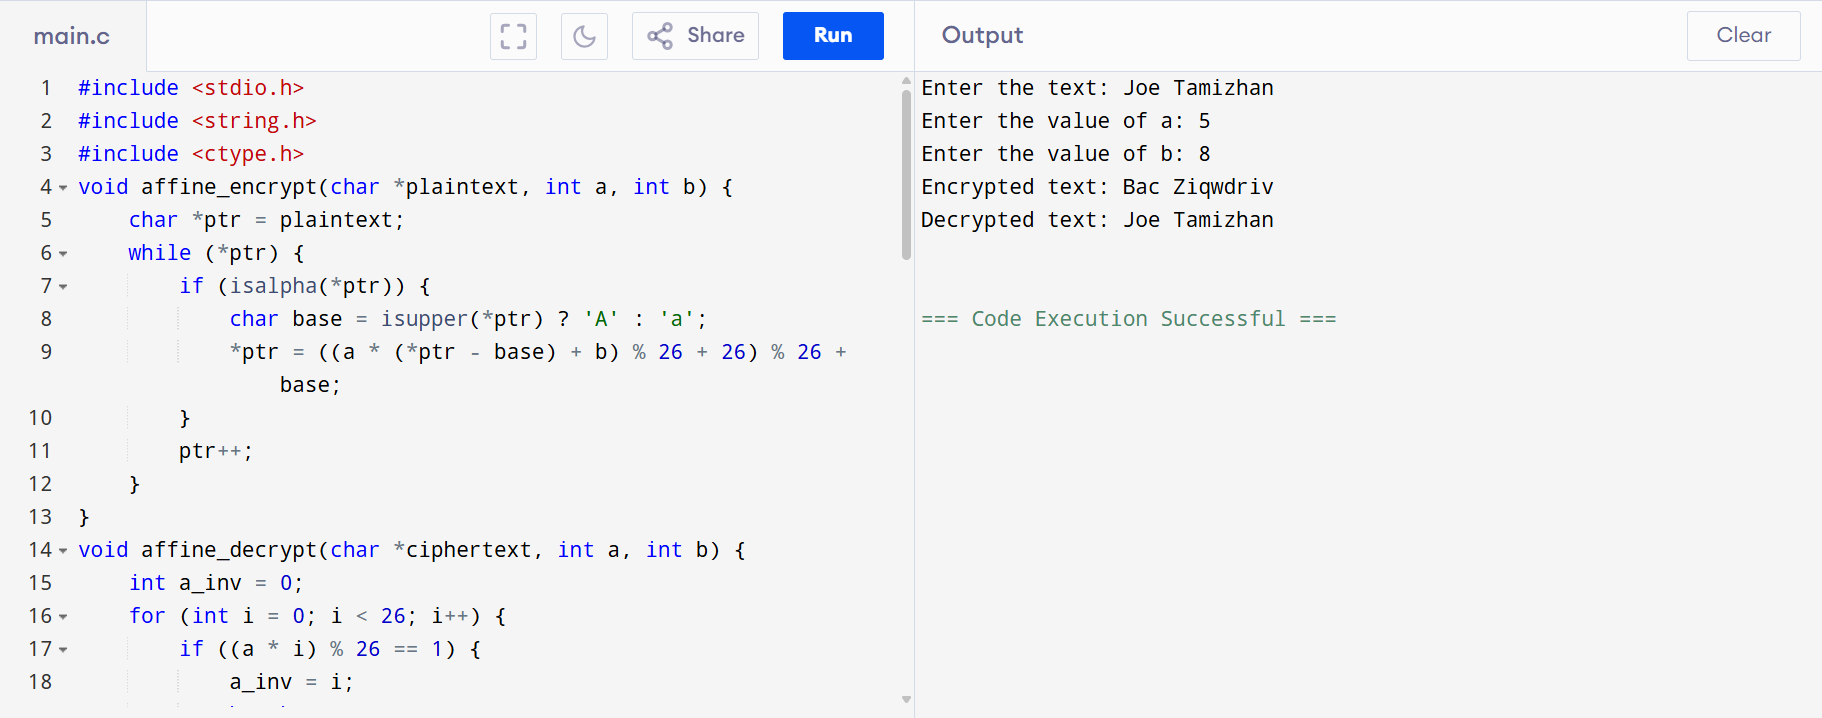 main.c
Share
Run
Output
Clear
1 #include <stdio.h>
2 #include <string.h>
3 #include <ctype.h>
4 void affine_encrypt(char *plaintext, int a, int b) {
5     char *ptr = plaintext;
6     while (*ptr) {
7         if (isalpha(*ptr)) {
8             char base = isupper(*ptr) ? 'A' : 'a';
9             *ptr = ((a * (*ptr - base) + b) % 26 + 26) % 26 +
                base;
10         }
11         ptr++;
12     }
13 }
14 void affine_decrypt(char *ciphertext, int a, int b) {
15     int a_inv = 0;
16     for (int i = 0; i < 26; i++) {
17         if ((a * i) % 26 == 1) {
18             a_inv = i;
Enter the text: Joe Tamizhan
Enter the value of a: 5
Enter the value of b: 8
Encrypted text: Bac Ziqwdriv
Decrypted text: Joe Tamizhan
=== Code Execution Successful ===